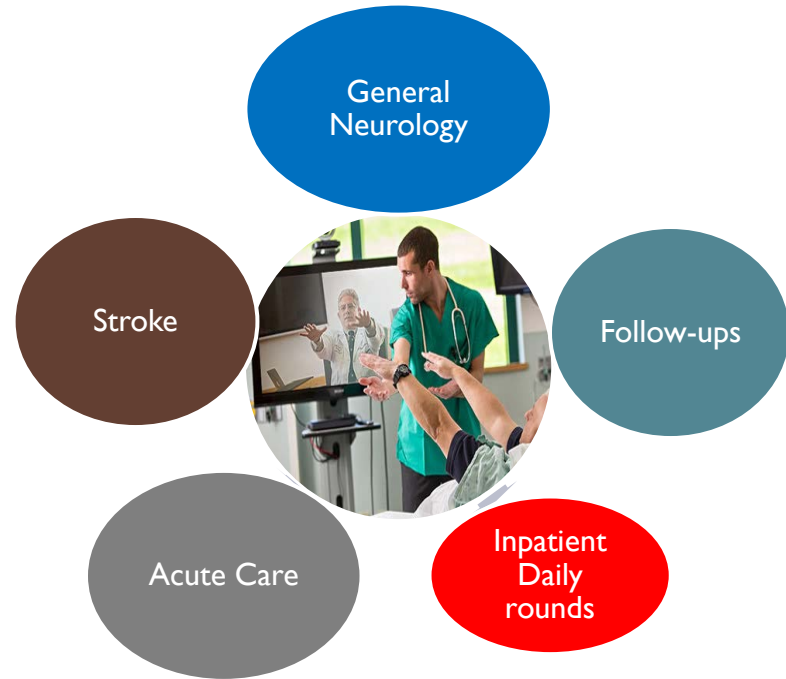 General
Neurology
Stroke
Follow-ups
Acute Care
Inpatient
Daily
rounds